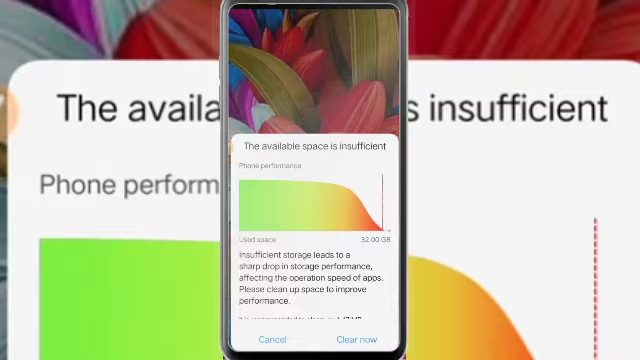 The availa
s insufficient
Phone perform
The available space is insufficient
Phone performance
Used space
32.00 GB
Insufficient storage leads to a
sharp drop in storage performance,
affecting the operation speed of apps.
Please clean up space to improve
performance.
Cancel
Clear now